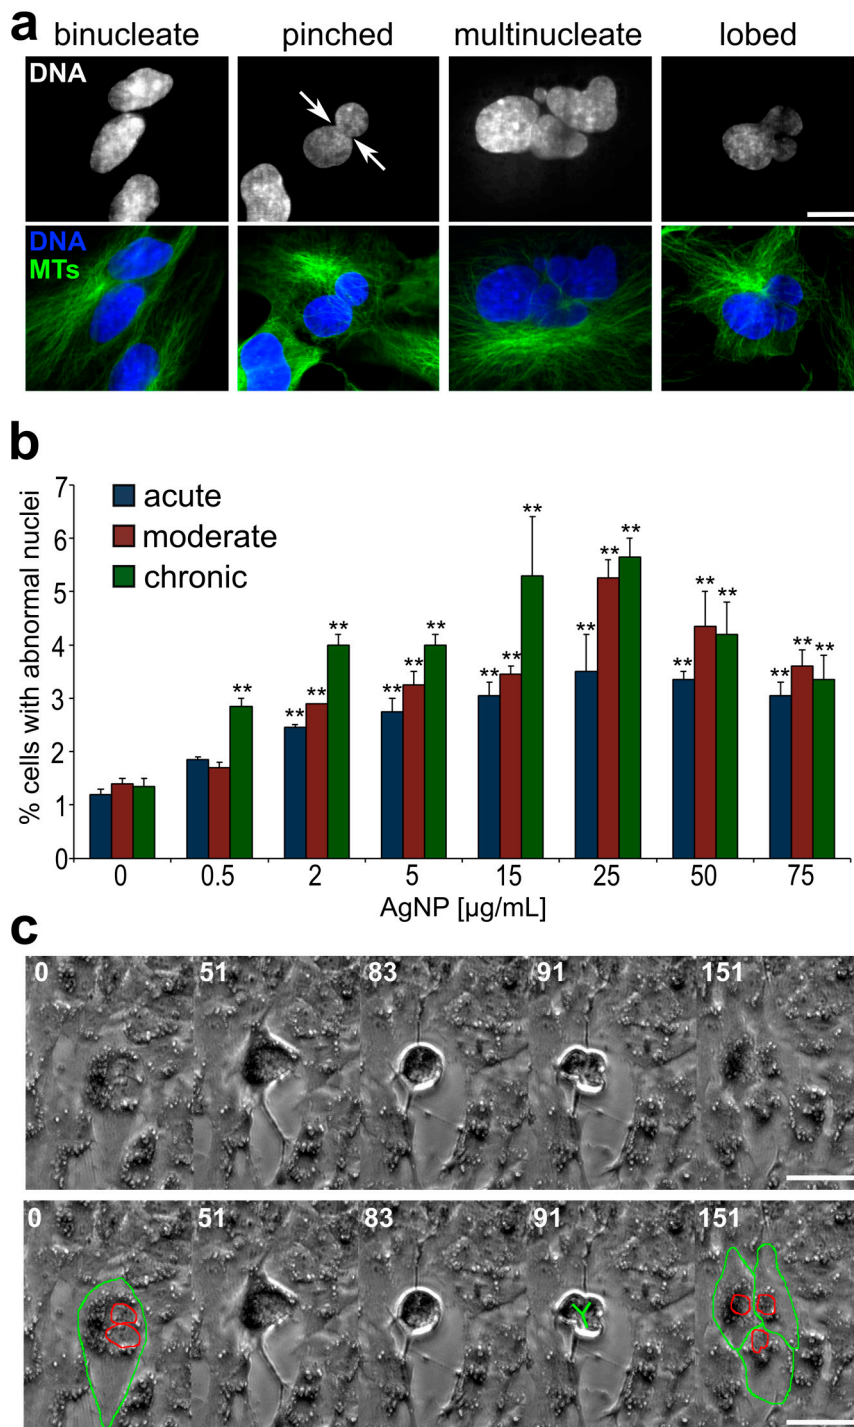 a
binucleate pinched multinucleate lobed
DNA
DNA
MTs
b
% cells with abnormal nuclei
7
6
5
4
3
2
1
0
acute
moderate
chronic
** ** ** ** ** ** ** ** ** ** ** ** ** ** ** ** ** ** **
0 0.5 2 5 15 25 50 75
AgNP [µg/mL]
c
0 51 83 91 151
0 51 83 91 151